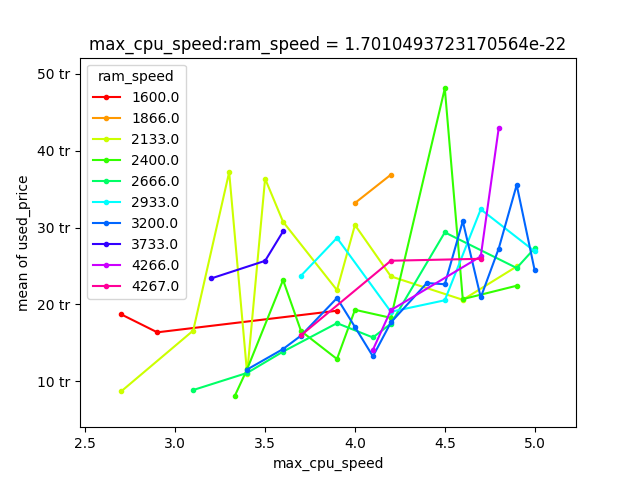 max_cpu_speed:ram_speed = 1.7010493723170564e-22
ram_speed
1600.0
1866.0
2133.0
2400.0
2666.0
2933.0
3200.0
3733.0
4266.0
4267.0
50 tr
40 tr
30 tr
20 tr
10 tr
mean of used_price
2.5 3.0 3.5 4.0 4.5 5.0
max_cpu_speed